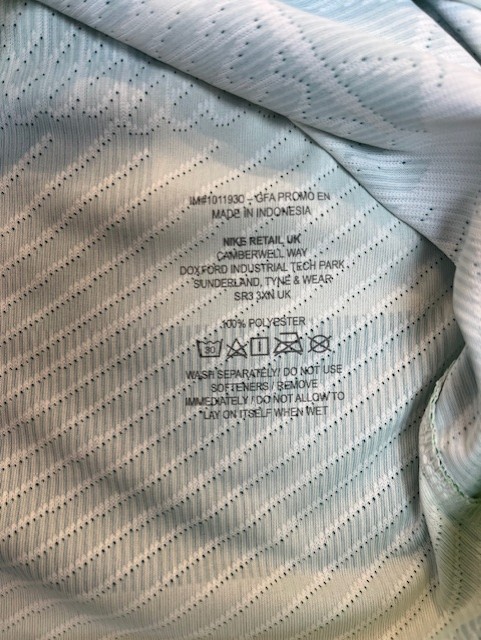 IM#1011930 - GFA PROMO EN
MADE IN INDONESIA
NIKE RETAIL, UK
CAMBERWELL WAY
DOXFORD INDUSTRIAL TECH PARK
SUNDERLAND, TYNE & WEAR
SR3 3XN UK
100% POLYESTER
30
WASH SEPARATELY / DO NOT USE
SOFTENERS / REMOVE
IMMEDIATELY / DO NOT ALLOW TO
LAY ON ITSELF WHEN WET